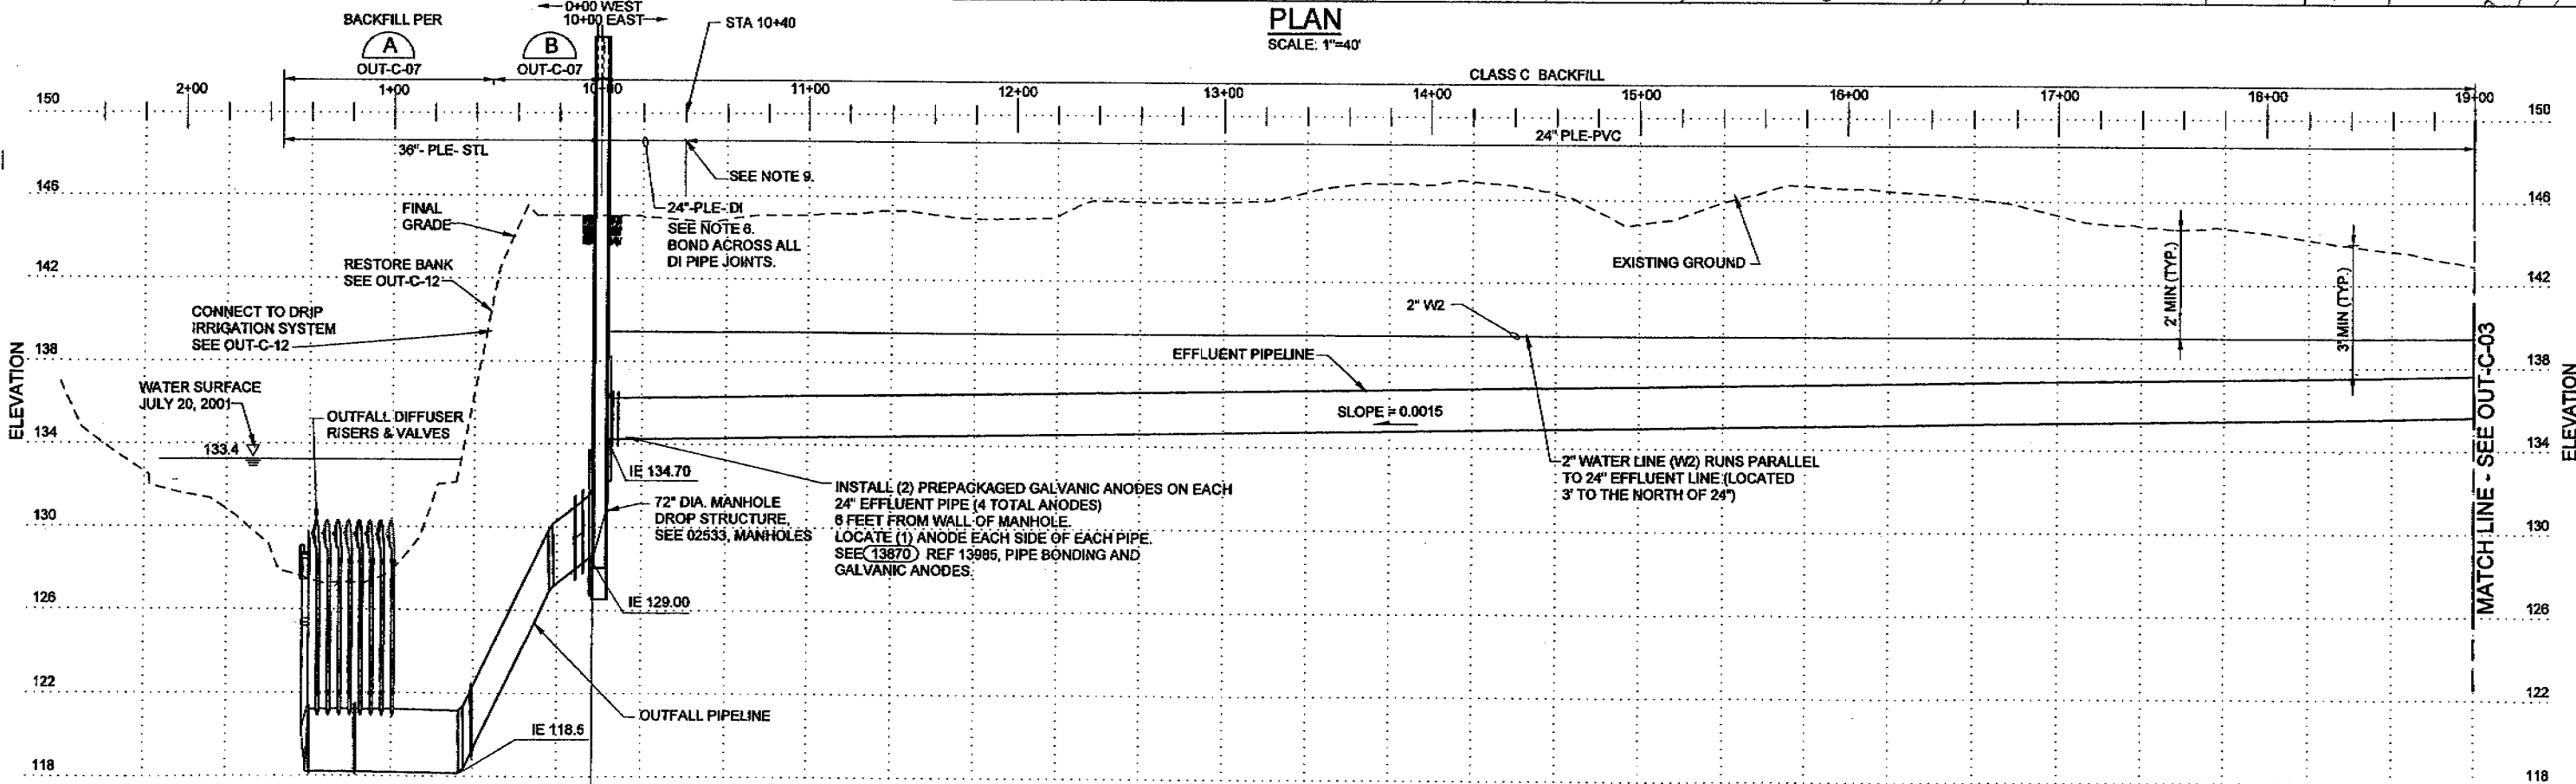 PLAN
SCALE: 1"=40'
0+00 WEST
10+00 EAST
STA 10+40
BACKFILL PER
A
OUT-C-07
B
OUT-C-07
CLASS C BACKFILL
2+00
1+00
10+00
11+00
12+00
13+00
14+00
15+00
16+00
17+00
18+00
19+00
150
150
36"- PLE- STL
24" PLE-PVC
SEE NOTE 9.
146
146
24"-PLE- DI
SEE NOTE 6.
BOND ACROSS ALL
DI PIPE JOINTS.
FINAL
GRADE
RESTORE BANK
SEE OUT-C-12
EXISTING GROUND
142
142
2' MIN (TYP.)
3' MIN (TYP.)
CONNECT TO DRIP
IRRIGATION SYSTEM
SEE OUT-C-12
2" W2
ELEVATION
138
138
ELEVATION
EFFLUENT PIPELINE
MATCH LINE - SEE OUT-C-03
WATER SURFACE
JULY 20, 2001
OUTFALL DIFFUSER
RISERS & VALVES
SLOPE = 0.0015
134
134
133.4
IE 134.70
2" WATER LINE (W2) RUNS PARALLEL
TO 24" EFFLUENT LINE (LOCATED
3' TO THE NORTH OF 24")
72" DIA. MANHOLE
DROP STRUCTURE,
SEE 02533, MANHOLES
INSTALL (2) PREPACKAGED GALVANIC ANODES ON EACH
24" EFFLUENT PIPE (4 TOTAL ANODES)
6 FEET FROM WALL OF MANHOLE.
LOCATE (1) ANODE EACH SIDE OF EACH PIPE.
SEE 13870 REF 13985, PIPE BONDING AND
GALVANIC ANODES.
130
130
126
126
IE 129.00
122
122
OUTFALL PIPELINE
IE 118.5
118
118